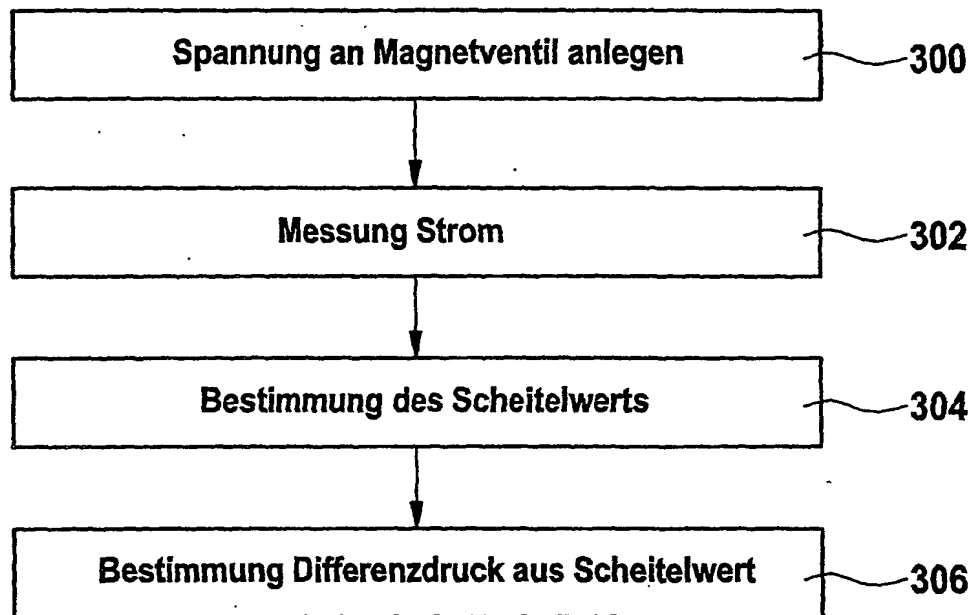 Spannung an Magnetventil anlegen 300
Messung Strom 302
Bestimmung des Scheitelwerts 304
Bestimmung Differenzdruck aus Scheitelwert 306